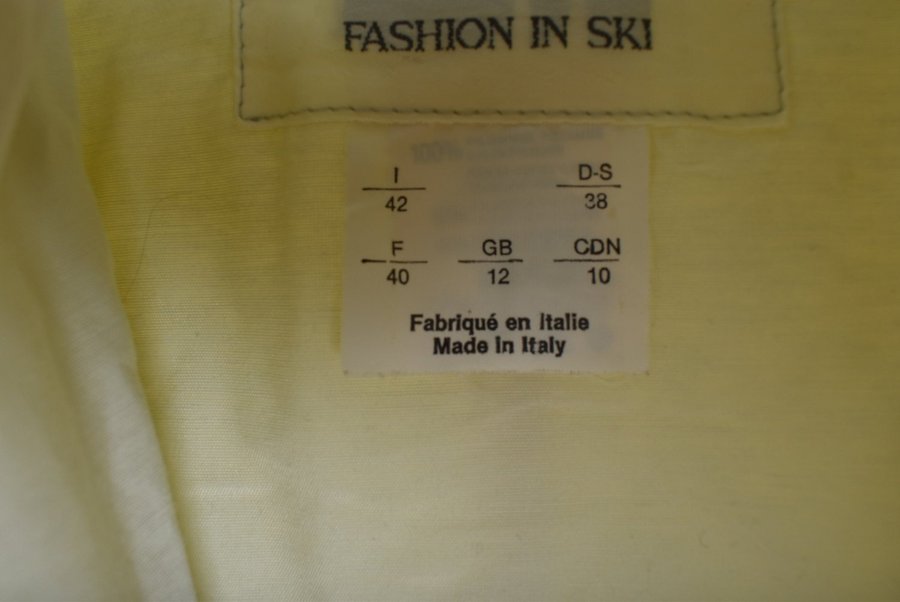 FASHION IN SKI
I D-S
42 38
F GB CDN
40 12 10
Fabriqué en Italie
Made in Italy